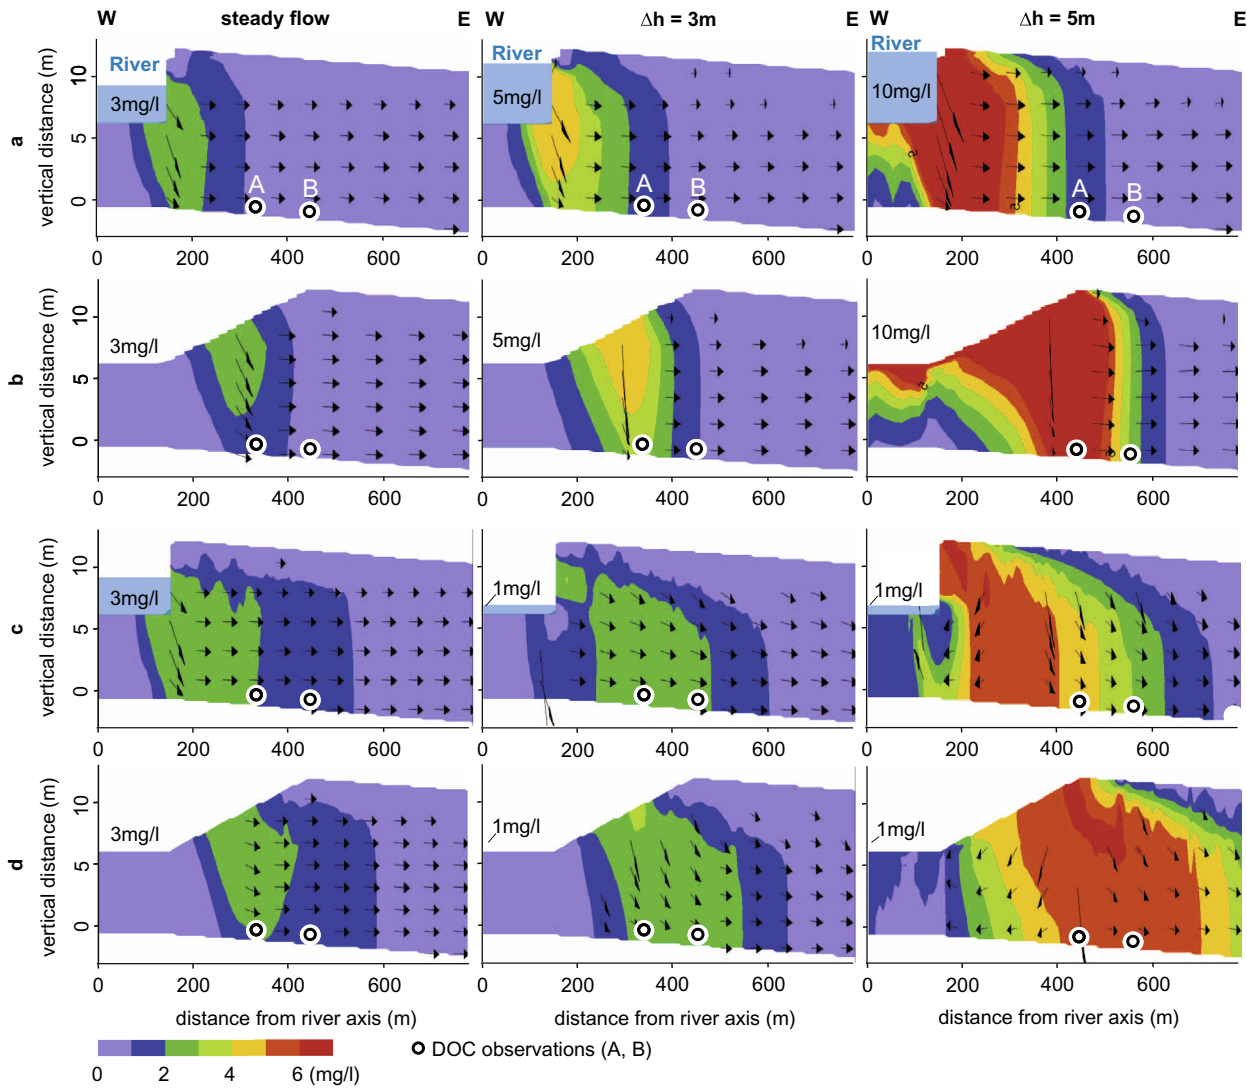 W steady flow E W Δh = 3m E W Δh = 5m E
a
vertical distance (m)
10
5
0
River
3mg/l
A B
0 200 400 600
River
5mg/l
A B
0 200 400 600
River
10mg/l
5
5
A B
0 200 400 600
b
vertical distance (m)
10
5
0
3mg/l
0 200 400 600
5mg/l
0 200 400 600
10mg/l
5
0 200 400 600
c
vertical distance (m)
10
5
0
3mg/l
0 200 400 600
1mg/l
0 200 400 600
1mg/l
0 200 400 600
d
vertical distance (m)
10
5
0
3mg/l
0 200 400 600
1mg/l
0 200 400 600
1mg/l
0 200 400 600
distance from river axis (m) distance from river axis (m) distance from river axis (m)
0 2 4 6 (mg/l)
DOC observations (A, B)